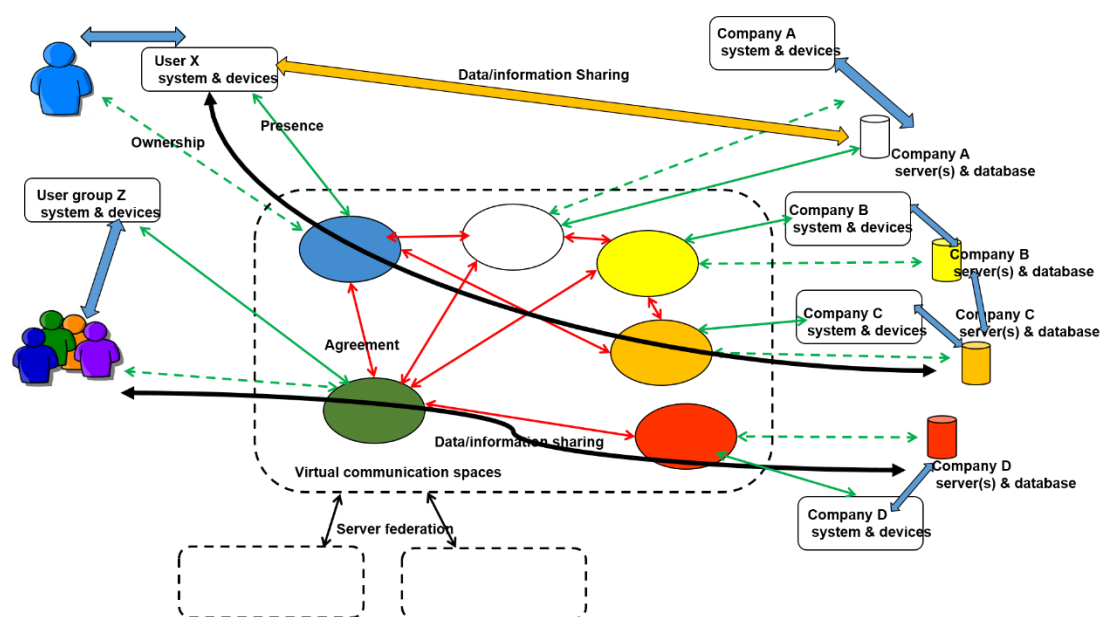 User X
system & devices
Data/information Sharing
Company A
system & devices
Presence
Ownership
Company A
server(s) & database
User group Z
system & devices
Company B
system & devices
Company B
server(s) & database
Company C
system & devices
Company C
server(s) & database
Agreement
Data/information sharing
Virtual communication spaces
Company D
server(s) & database
Company D
system & devices
Server federation